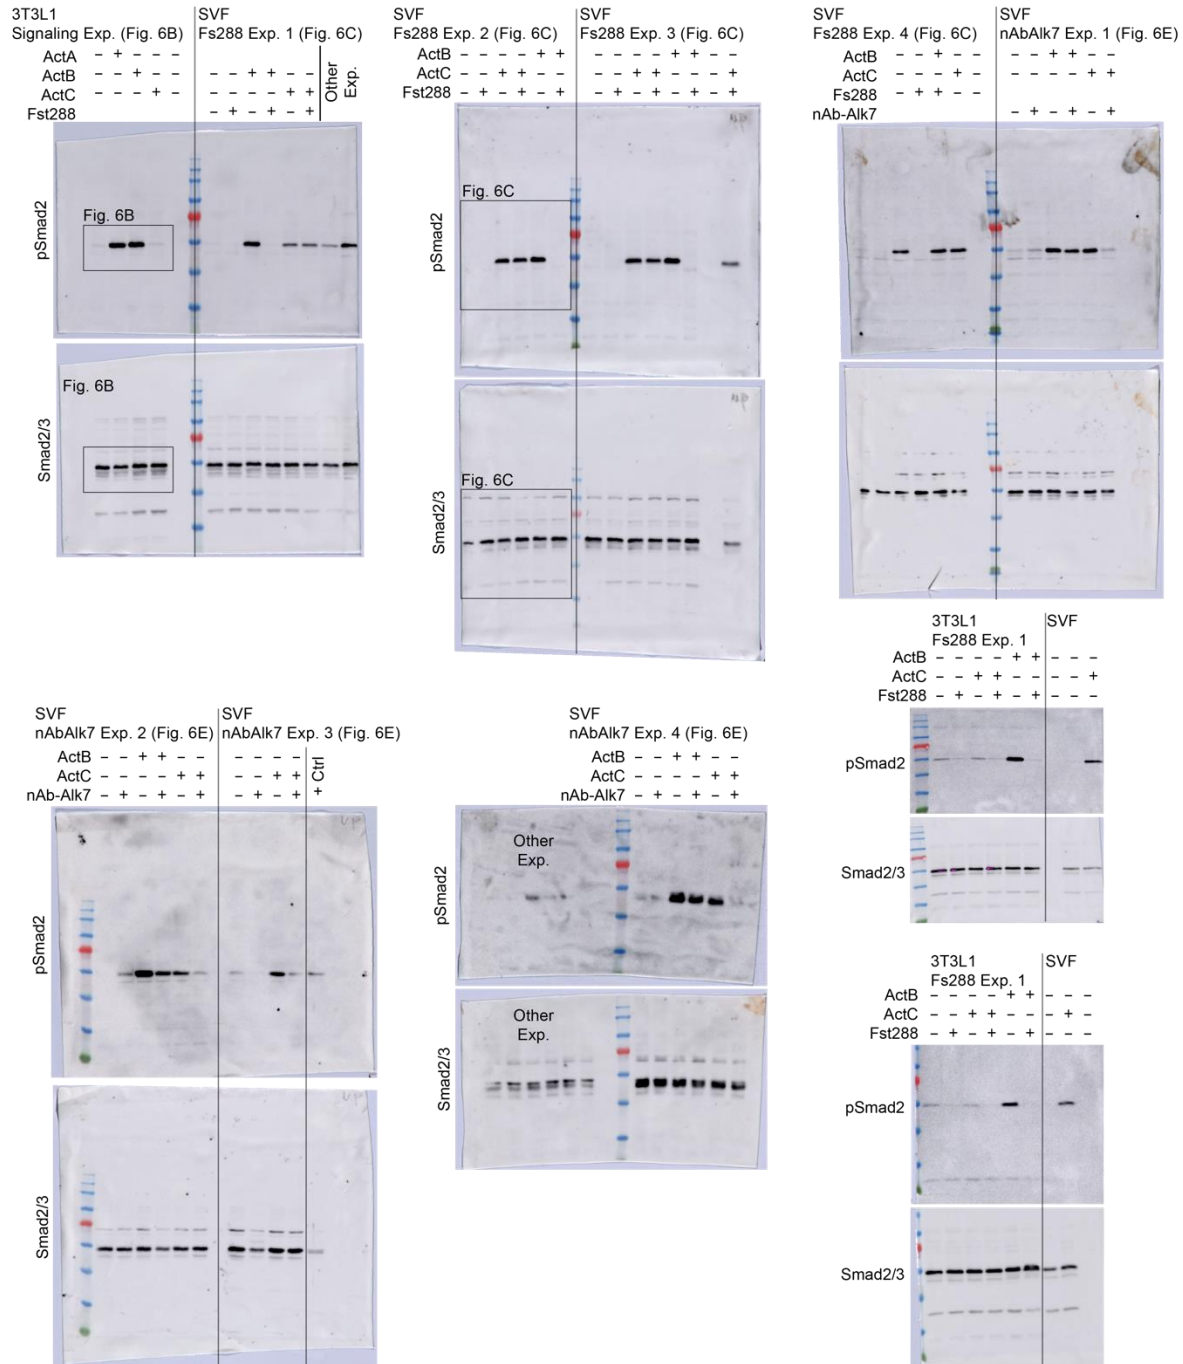 3T3L1
Signaling Exp. (Fig. 6B)
SVF
Fs288 Exp. 1 (Fig. 6C)
ActA – + – –
ActB – – + – – – + + – –
ActC – – – + – – – – + +
Fst288 – + – + – +
Other Exp.
pSmad2
Fig. 6B
Smad2/3
Fig. 6B
SVF
Fs288 Exp. 2 (Fig. 6C)
SVF
Fs288 Exp. 3 (Fig. 6C)
ActB – – – – + + – – – – + + –
ActC – – + + – – – – + + – – +
Fst288 – + – + – + – + – + – + +
pSmad2
Fig. 6C
Smad2/3
Fig. 6C
SVF
Fs288 Exp. 4 (Fig. 6C)
SVF
nAbAlk7 Exp. 1 (Fig. 6E)
ActB
ActC
Fs288
nAb-Alk7
3T3L1
Fs288 Exp. 1
SVF
ActB – – – – + + – – –
ActC – – + + – – – – +
Fst288 – + – + – +
pSmad2
Smad2/3
SVF
nAbAlk7 Exp. 2 (Fig. 6E)
SVF
nAbAlk7 Exp. 3 (Fig. 6E)
ActB – – + + – – – – – –
ActC – – – – + + – – + +
nAb-Alk7 – + – + – + – + – + +
Ctrl
pSmad2
Smad2/3
SVF
nAbAlk7 Exp. 4 (Fig. 6E)
ActB – – + + – –
ActC – – – – + +
nAb-Alk7 – + – + – +
Other
Exp.
pSmad2
Other
Exp.
Smad2/3
3T3L1
Fs288 Exp. 1
SVF
ActB – – – – + + – –
ActC – – + + – – – +
Fst288 – + – + – + – –
pSmad2
Smad2/3